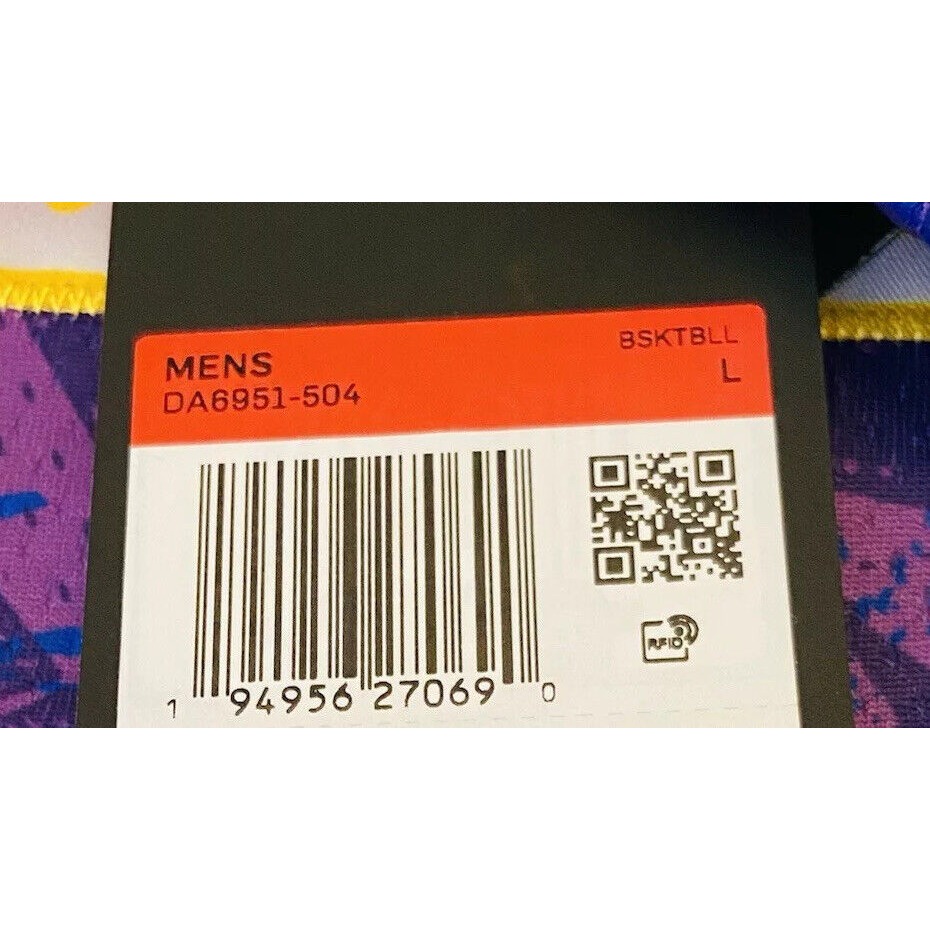 MENS
BSKTBLL
DA6951-504
L
RFID
1 94956 27069 0